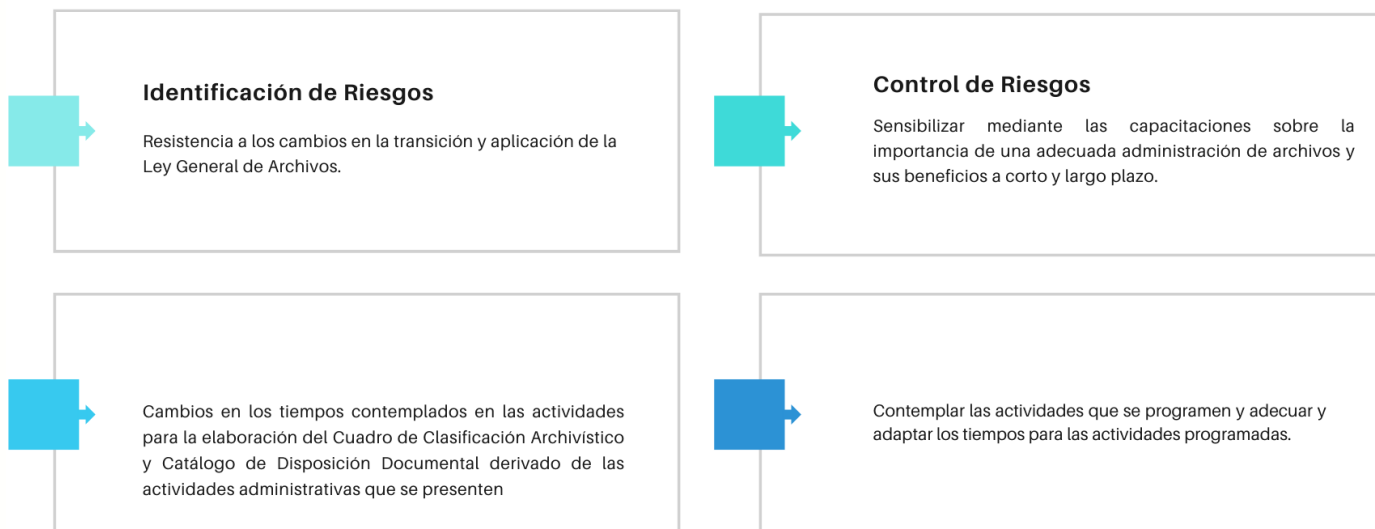 Identificación de Riesgos
Resistencia a los cambios en la transición y aplicación de la
Ley General de Archivos.
Control de Riesgos
Sensibilizar mediante las capacitaciones sobre la
importancia de una adecuada administración de archivos y
sus beneficios a corto y largo plazo.
Cambios en los tiempos contemplados en las actividades
para la elaboración del Cuadro de Clasificación Archivístico
y Catálogo de Disposición Documental derivado de las
actividades administrativas que se presenten
Contemplar las actividades que se programen y adecuar y
adaptar los tiempos para las actividades programadas.